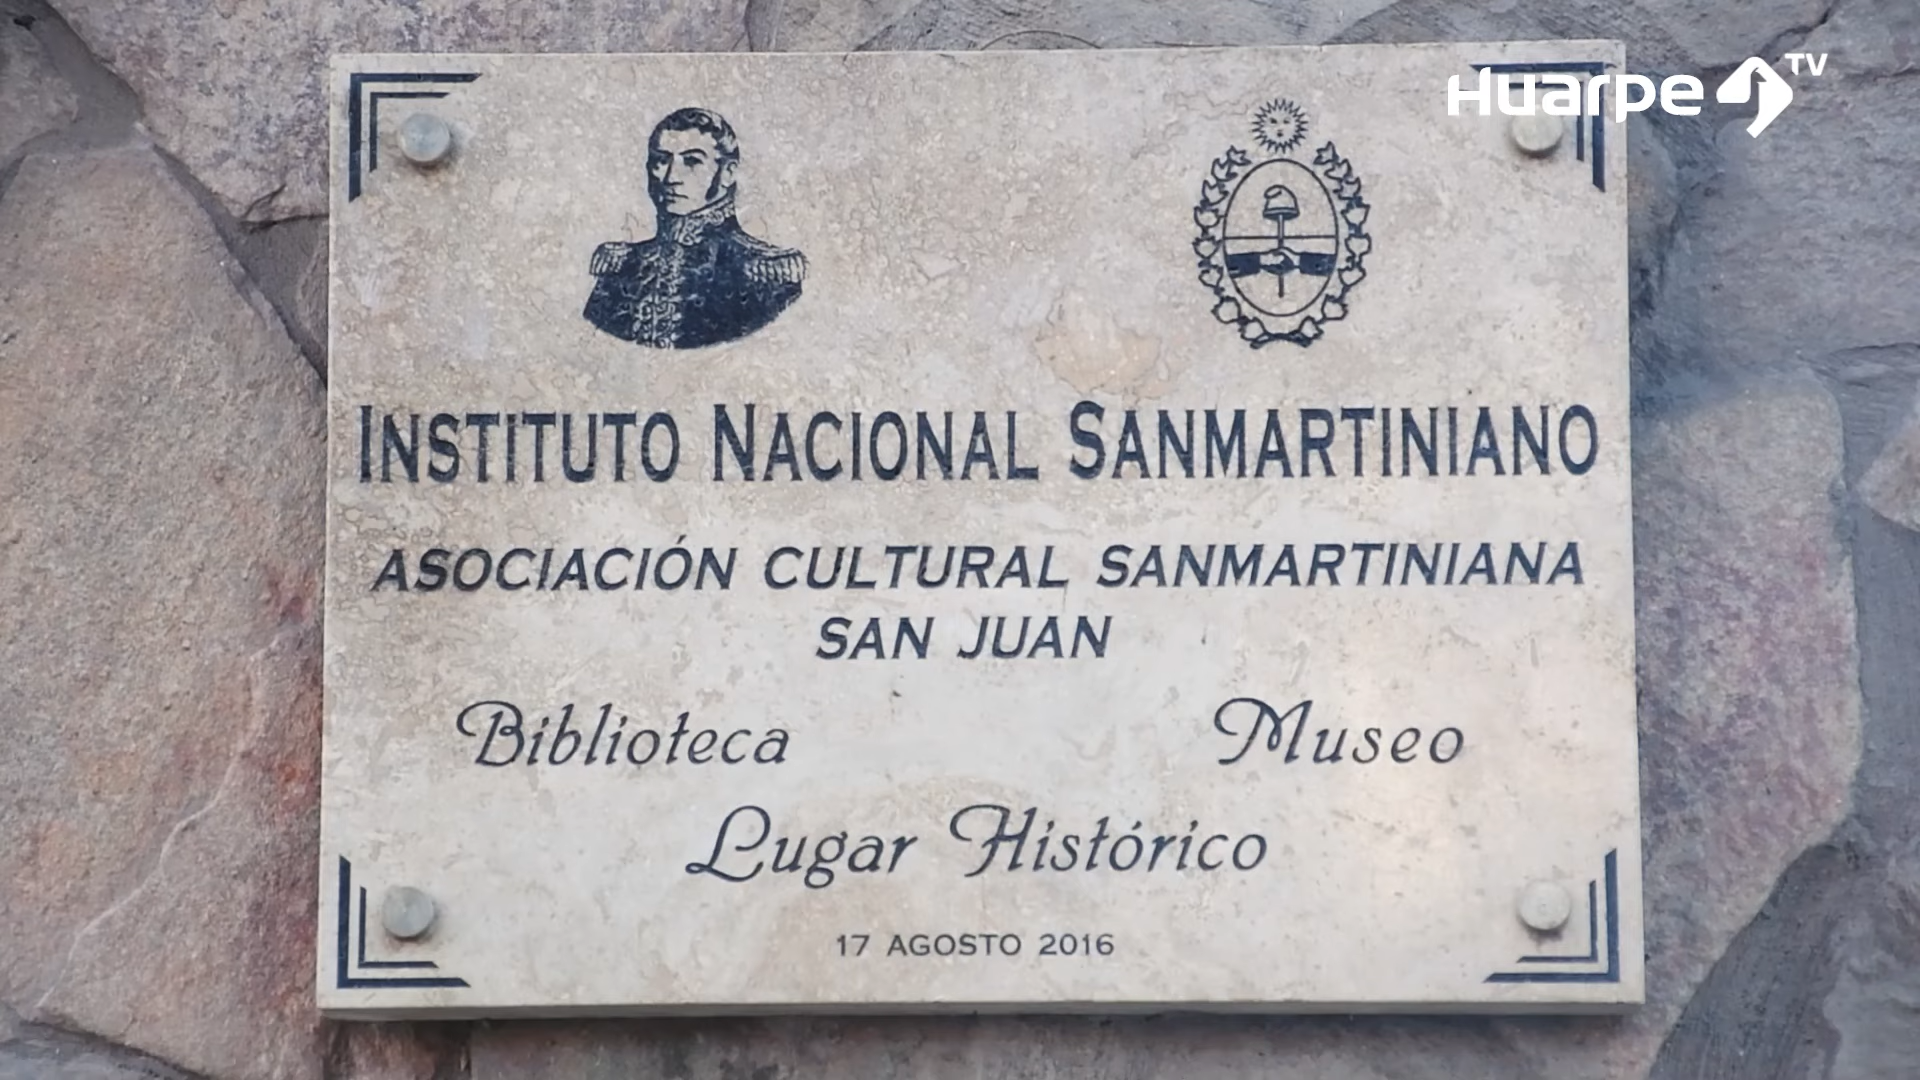 Huarpe TV
INSTITUTO NACIONAL SANMARTINIANO
ASOCIACIÓN CULTURAL SANMARTINIANA
SAN JUAN
Biblioteca Museo
Lugar Histórico
17 AGOSTO 2016